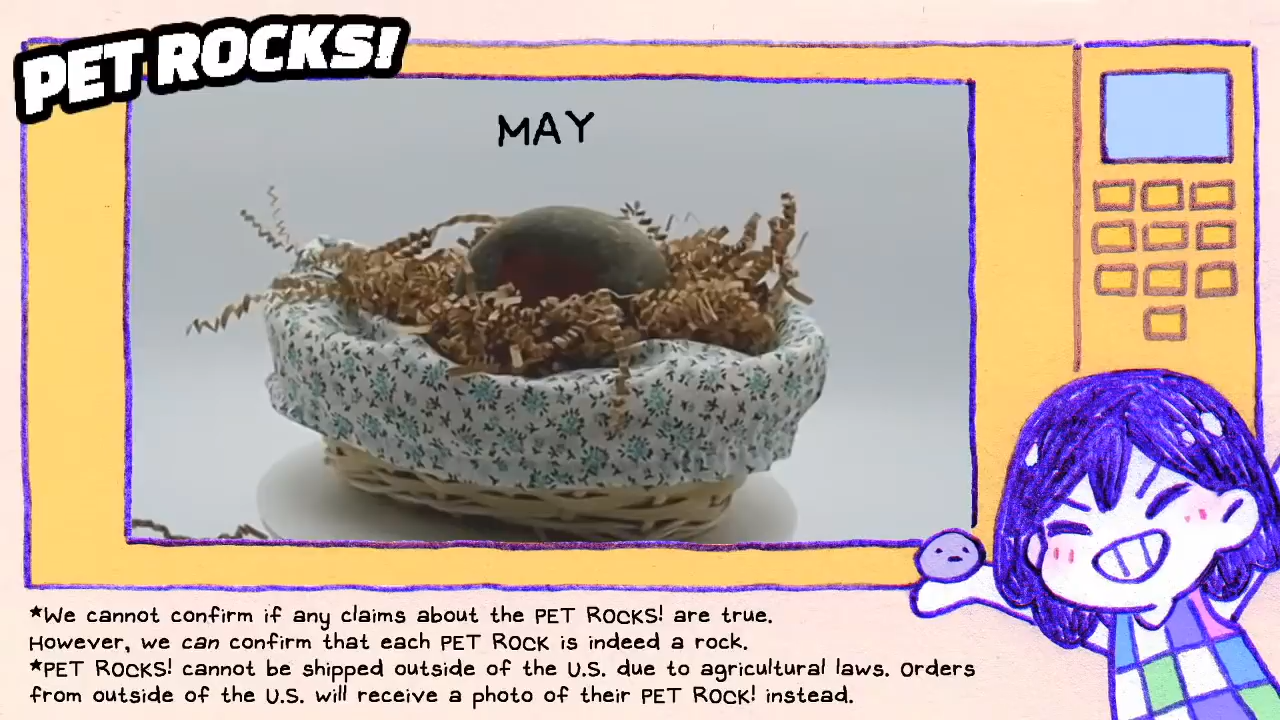 PET ROCKS!
MAY
★We cannot confirm if any claims about the PET ROCKS! are true.
However, we can confirm that each PET ROCK is indeed a rock.
★PET ROCKS! cannot be shipped outside of the U.S. due to agricultural laws. Orders
from outside of the U.S. will receive a photo of their PET ROCK! instead.